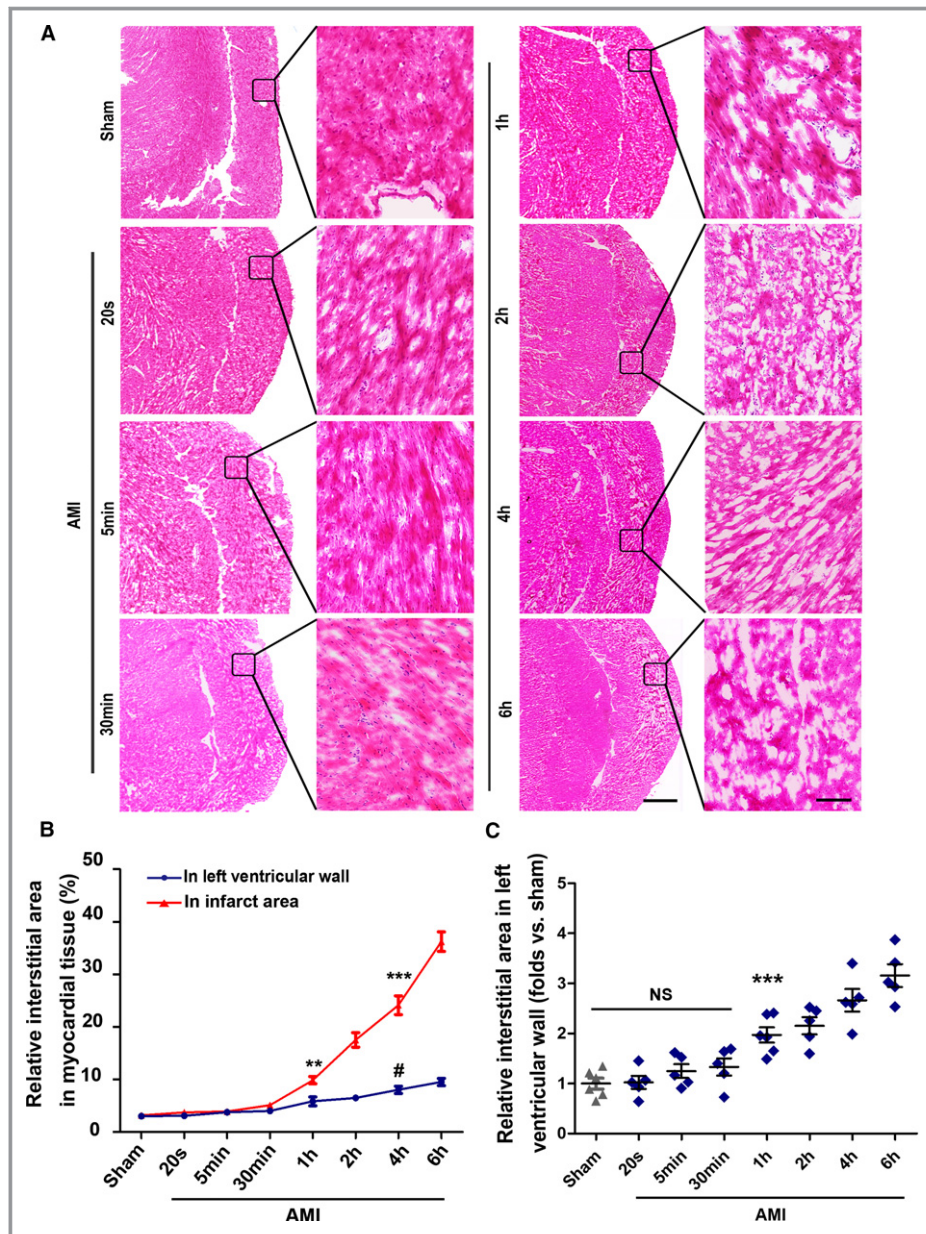 A
Sham
AMI
20s
5min
30min
1h
2h
4h
6h
B
Relative interstitial area
in myocardial tissue (%)
50
40
30
20
10
0
In left ventricular wall
In infarct area
**
***
#
Sham
20s
5min
30min
1h
2h
4h
6h
AMI
C
Relative interstitial area in left
ventricular wall (folds vs. sham)
5
4
3
2
1
0
NS
***
Sham
20s
5min
30min
1h
2h
4h
6h
AMI